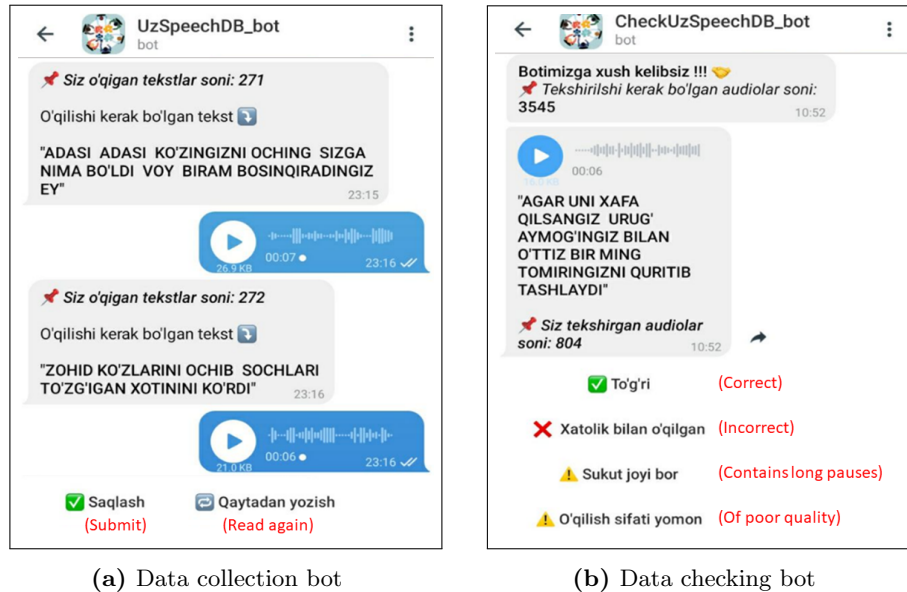 UzSpeechDB_bot
bot
📌 Siz o'qigan tekstlar soni: 271
O'qilishi kerak bo'lgan tekst ⤵️
"ADASI ADASI KO'ZINGIZNI OCHING SIZGA
NIMA BO'LDI VOY BIRAM BOSINQIRADINGIZ
EY"
23:15
00:07
26.9 KB
23:16
📌 Siz o'qigan tekstlar soni: 272
O'qilishi kerak bo'lgan tekst ⤵️
"ZOHID KO'ZLARINI OCHIB SOCHLARI
TO'ZG'IGAN XOTININI KO'RDI"
23:16
00:06
21.0 KB
23:16
✅ Saqlash
(Submit)
🔁 Qaytadan yozish
(Read again)
(a) Data collection bot
CheckUzSpeechDB_bot
bot
Botimizga xush kelibsiz !!! 🤝
📌 Tekshirilshi kerak bo'lgan audiolar soni:
3545
10:52
00:06
"AGAR UNI XAFA
QILSANGIZ URUG'
AYMOG'INGIZ BILAN
O'TTIZ BIR MING
TOMIRINGIZNI QURITIB
TASHLAYDI"
📌 Siz tekshirgan audiolar
soni: 804
10:52
✅ To'g'ri (Correct)
❌ Xatolik bilan o'qilgan (Incorrect)
⚠️ Sukut joyi bor (Contains long pauses)
⚠️ O'qilish sifati yomon (Of poor quality)
(b) Data checking bot